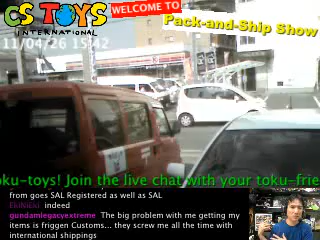 CS TOYS
INTERNATIONAL
WELCOME TO
Pack-and-Ship Show
11/04/26 15:42
oku-toys! Join the live chat with your toku-frie
from goes SAL Registered as well as SAL
indeed
gundamlegacyextreme The big problem with me getting my
items is friggen Customs... they screw me all the time with
international shippings